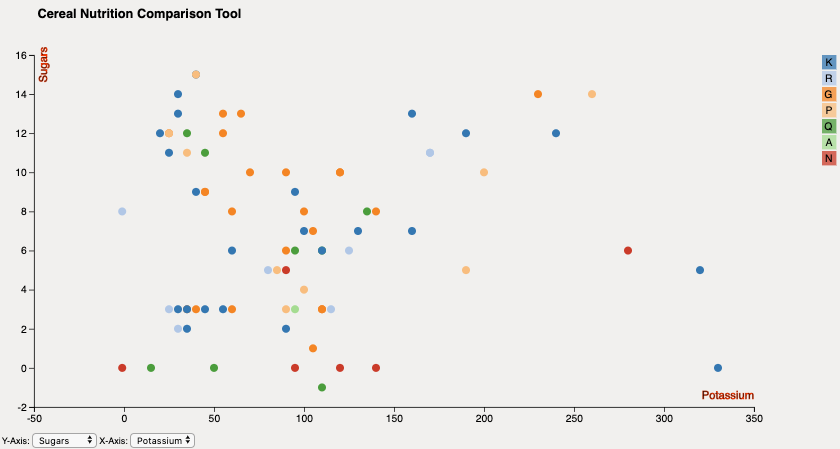 Cereal Nutrition Comparison Tool
Sugars
16
14
12
10
8
6
4
2
0
-2
-50
0
50
100
150
200
250
300
350
Potassium
K
R
G
P
Q
A
N
Y-Axis: Sugars X-Axis: Potassium